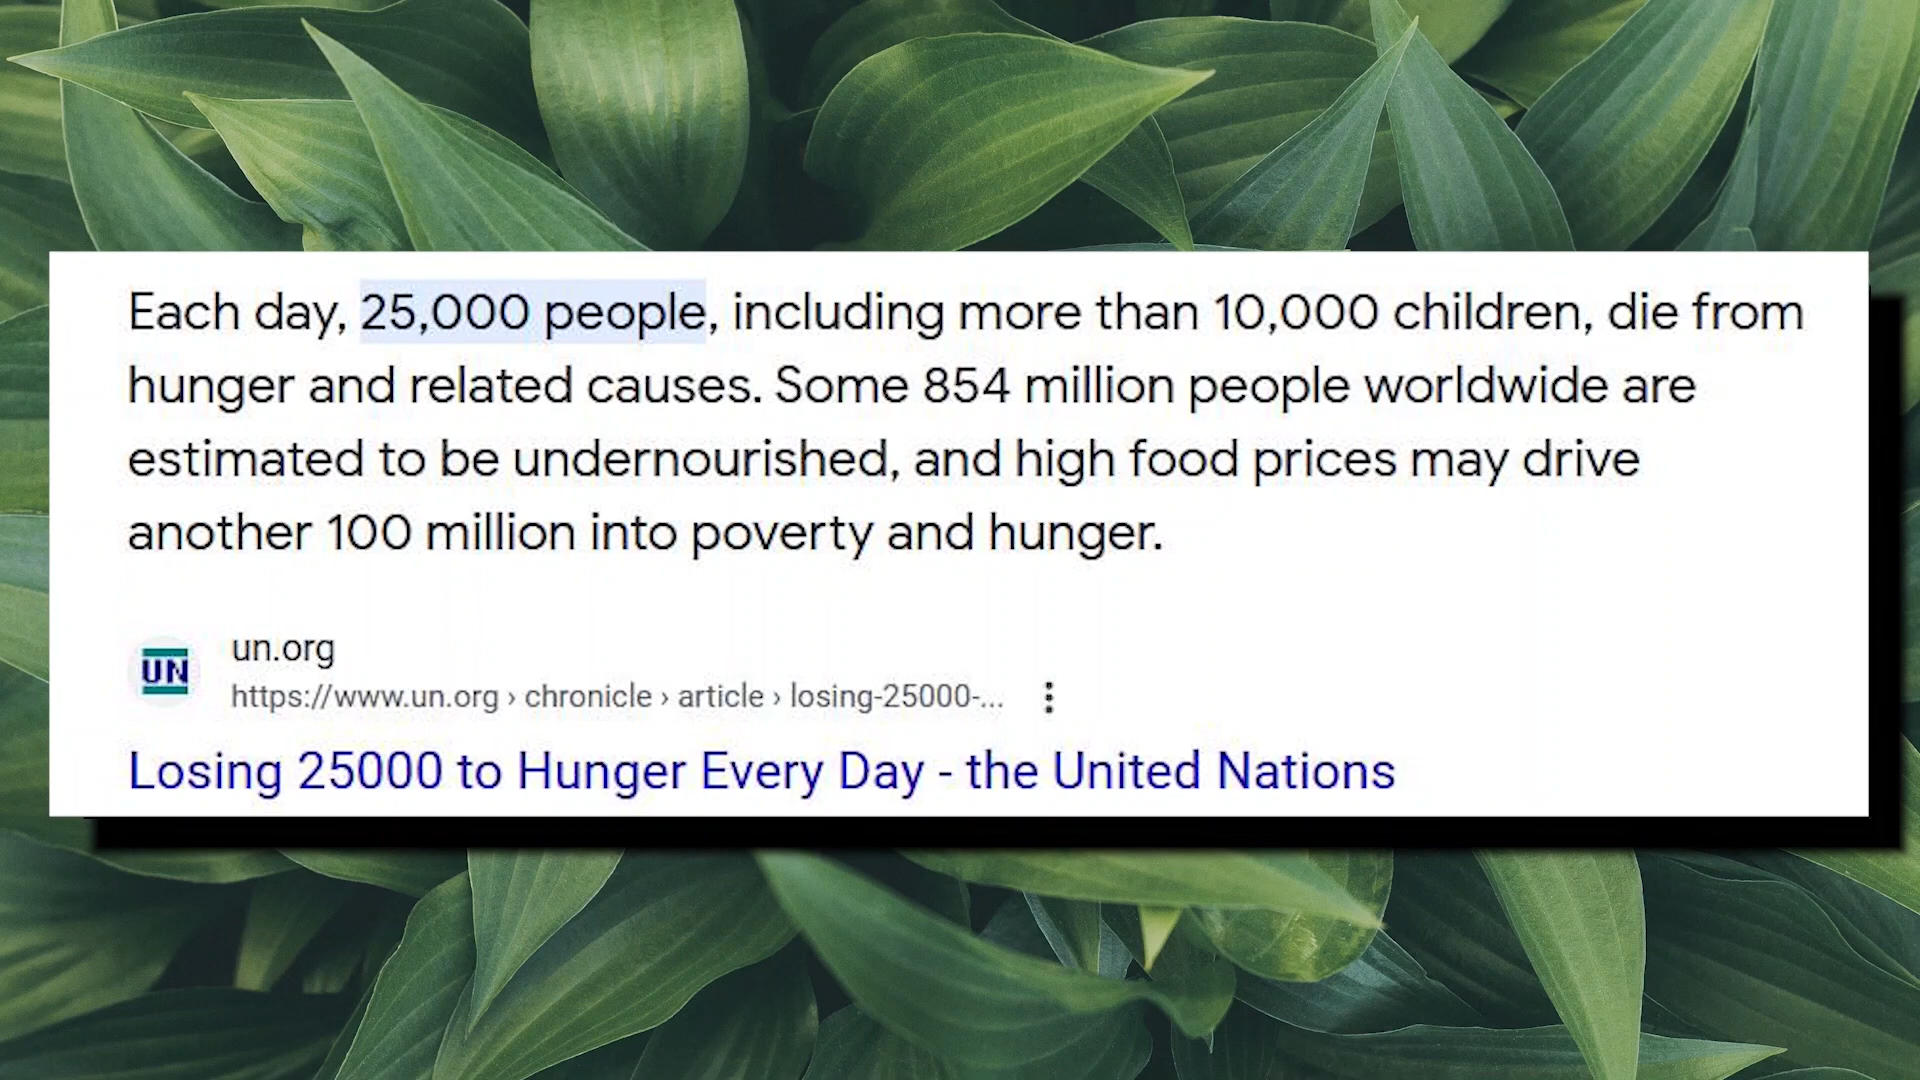 Each day, 25,000 people, including more than 10,000 children, die from
hunger and related causes. Some 854 million people worldwide are
estimated to be undernourished, and high food prices may drive
another 100 million into poverty and hunger.
UN
un.org
https://www.un.org › chronicle › article › losing-25000-...
Losing 25000 to Hunger Every Day - the United Nations